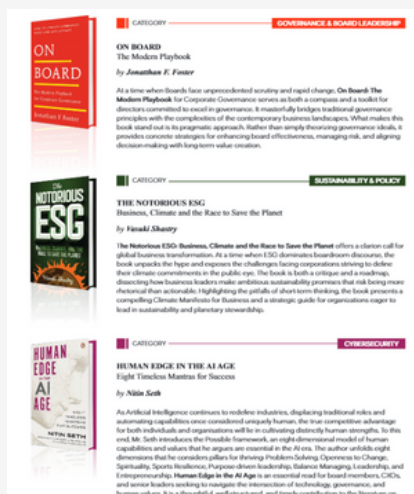 CATEGORY
GOVERNANCE & BOARD LEADERSHIP
ON
BOARD
Jonathan F Foster
ON BOARD
The Modern Playbook
by Jonatthan F. Foster
At a time when Boards face unprecedented scrutiny and rapid change, On Board: The
Modern Playbook for Corporate Governance serves as both a compass and a toolkit for
directors committed to excel in governance. It masterfully bridges traditional governance
principles with the complexities of the contemporary business landscapes. What makes this
book stand out is its pragmatic approach. Rather than simply theorizing governance ideals, it
provides concrete strategies for enhancing board effectiveness, managing risk, and aligning
decision-making with long-term value creation.
CATEGORY
SUSTAINABILITY & POLICY
The
NOTORIOUS
ESG
Vasuki Shastry
THE NOTORIOUS ESG
Business, Climate and the Race to Save the Planet
by Vasuki Shastry
The Notorious ESG: Business, Climate and the Race to Save the Planet offers a clarion call for
global business transformation. At a time when ESG dominates boardroom discourse, the
book unpacks the hype and exposes the challenges facing corporations striving to define
their climate commitments in the public eye. The book is both a critique and a roadmap,
dissecting how business leaders make ambitious sustainability promises that risk being more
rhetorical than actionable. Highlighting the pitfalls of short-term thinking, the book presents a
compelling Climate Manifesto for Business and a strategic guide for organizations eager to
lead in sustainability and planetary stewardship.
CATEGORY
CYBERSECURITY
HUMAN
EDGE
IN THE
AI
AGE
NITIN SETH
HUMAN EDGE IN THE AI AGE
Eight Timeless Mantras for Success
by Nitin Seth
As Artificial Intelligence continues to redefine industries, displacing traditional roles and
automating capabilities once considered uniquely human, the true competitive advantage
for both individuals and organisations will lie in cultivating distinctly human strengths. To this
end, Mr. Seth introduces the Possible framework, an eight-dimensional model of human
capabilities and values that he argues are essential in the AI era. The author unfolds eight
dimensions that he considers pillars for thriving: Problem-Solving, Openness to Change,
Spirituality, Sports Resilience, Purpose-driven leadership, Balance Managing, Leadership, and
Entrepreneurship. Human Edge in the AI Age is an essential read for board members, CXOs,
and senior leaders seeking to navigate the intersection of technology, governance, and